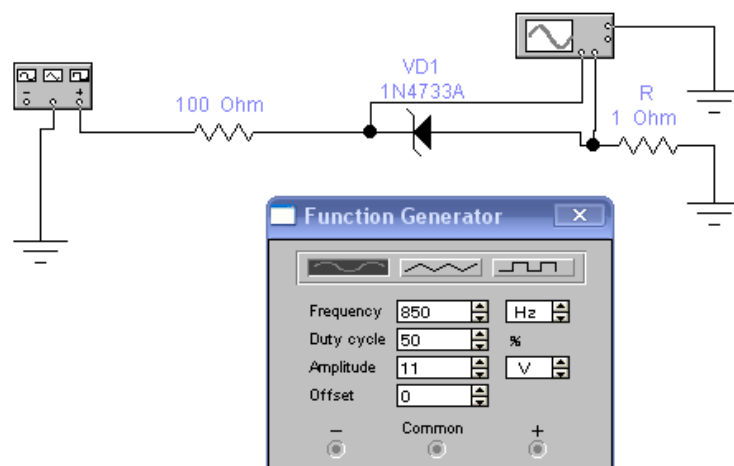 VD1
1N4733A
100 Ohm
R
1 Ohm
- +
Function Generator
Frequency 850 Hz
Duty cycle 50 %
Amplitude 11 V
Offset 0
- Common +